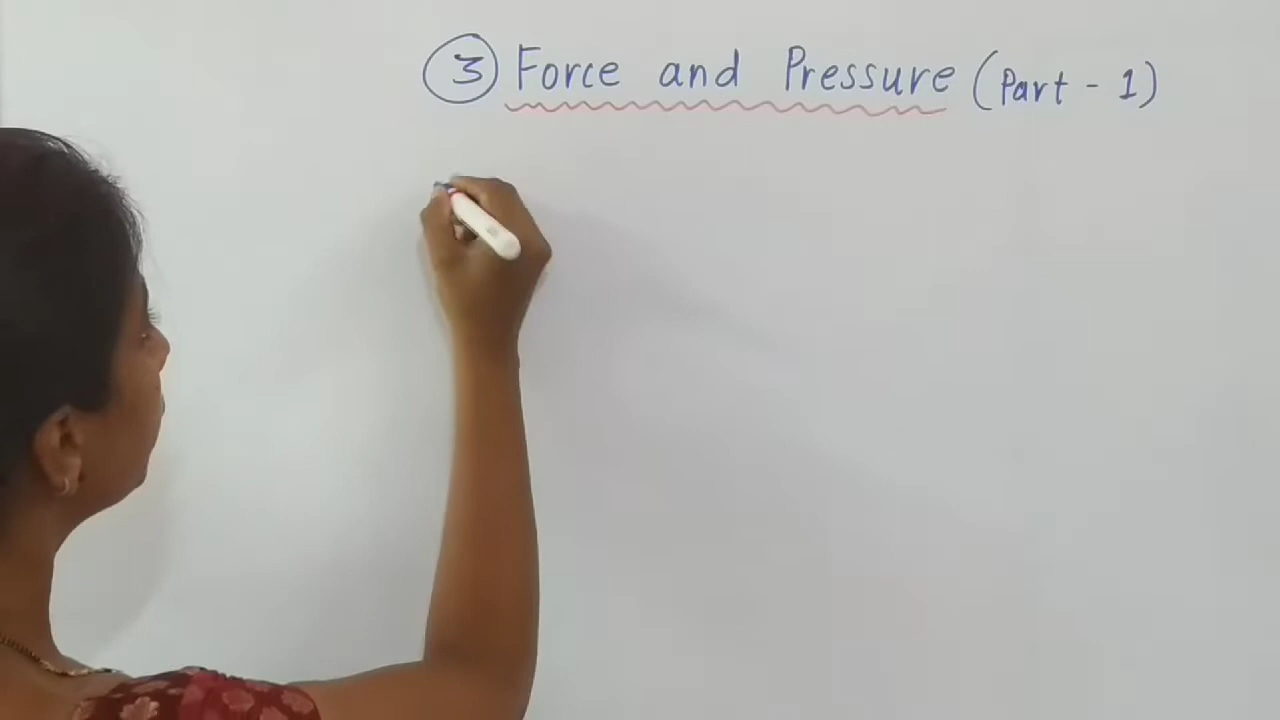 ③ Force and Pressure (Part - 1)